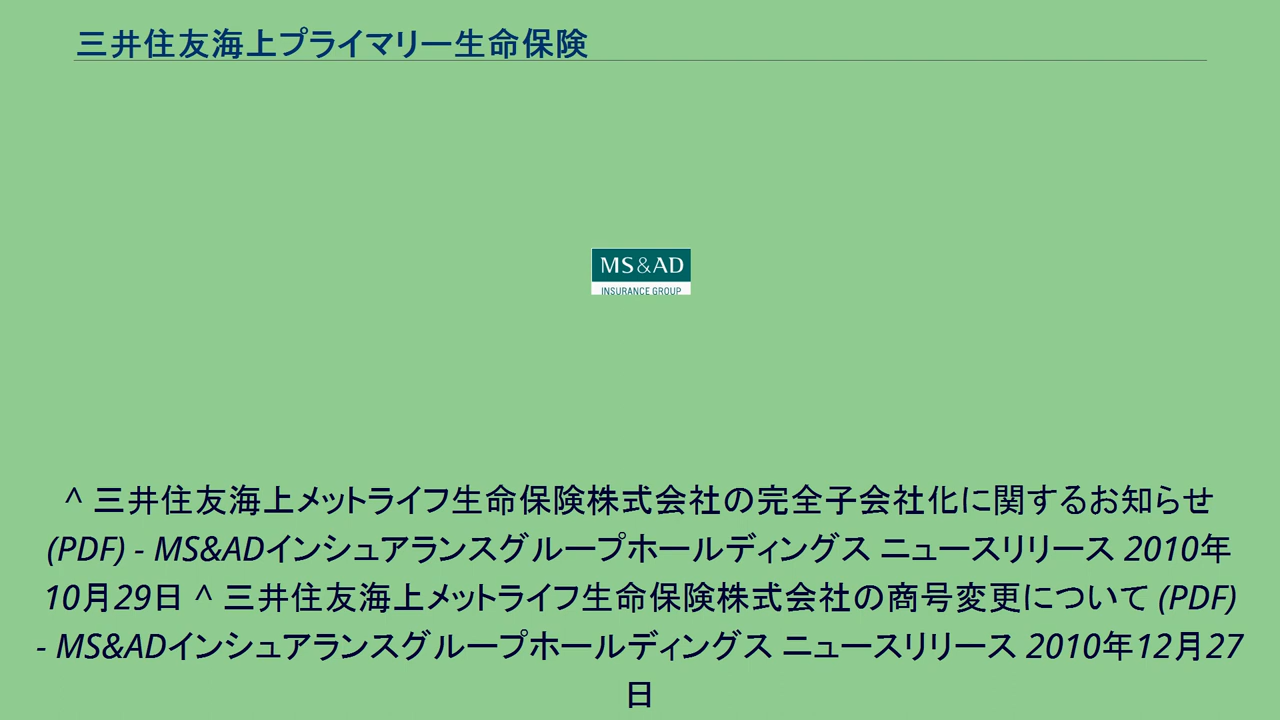 三井住友海上プライマリー生命保険
MS&AD
INSURANCE GROUP
^ 三井住友海上メットライフ生命保険株式会社の完全子会社化に関するお知らせ
(PDF) - MS&ADインシュアランスグループホールディングス ニュースリリース 2010年
10月29日 ^ 三井住友海上メットライフ生命保険株式会社の商号変更について (PDF)
- MS&ADインシュアランスグループホールディングス ニュースリリース 2010年12月27
日